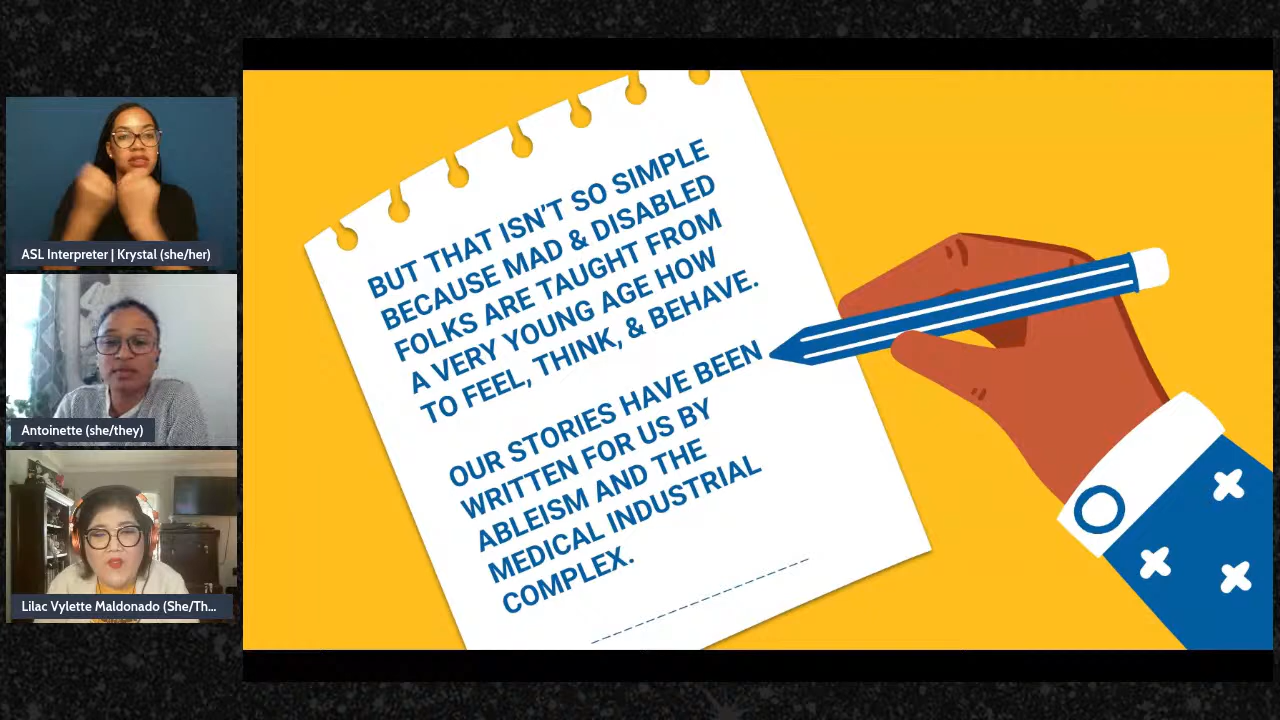 ASL Interpreter | Krystal (she/her)
Antoinette (she/they)
Lilac Vylette Maldonado (She/Th...
BUT THAT ISN'T SO SIMPLE
BECAUSE MAD & DISABLED
FOLKS ARE TAUGHT FROM
A VERY YOUNG AGE HOW
TO FEEL, THINK, & BEHAVE.
OUR STORIES HAVE BEEN
WRITTEN FOR US BY
ABLEISM AND THE
MEDICAL INDUSTRIAL
COMPLEX.